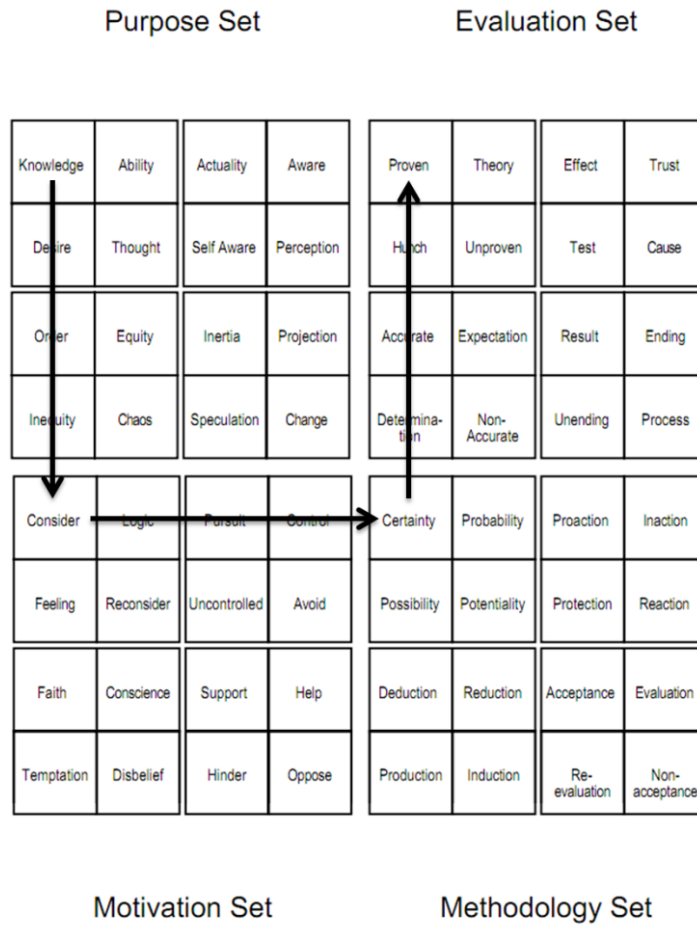 Purpose Set Evaluation Set
Knowledge Ability Actuality Aware Proven Theory Effect Trust
Desire Thought Self Aware Perception Hunch Unproven Test Cause
Order Equity Inertia Projection Accurate Expectation Result Ending
Inequity Chaos Speculation Change Determina- Non- Unending Process
tion Accurate
Consider Logic Pursuit Control Certainty Probability Proaction Inaction
Feeling Reconsider Uncontrolled Avoid Possibility Potentiality Protection Reaction
Faith Conscience Support Help Deduction Reduction Acceptance Evaluation
Temptation Disbelief Hinder Oppose Production Induction Re- Non-
evaluation acceptance
Motivation Set Methodology Set